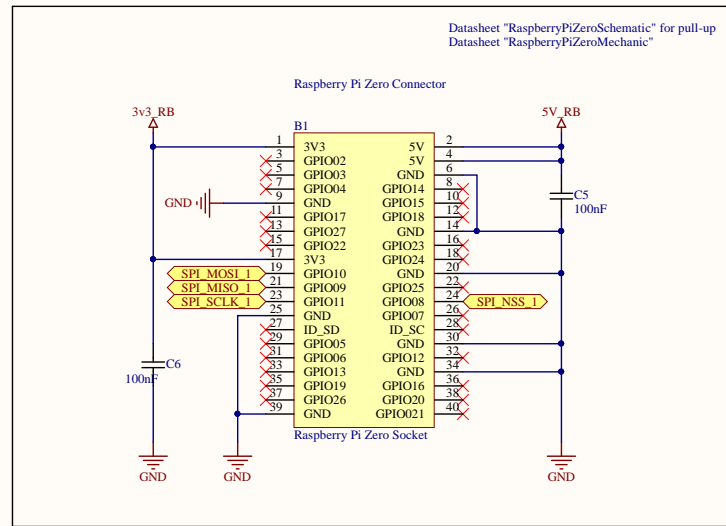 Datasheet "RaspberryPiZeroSchematic" for pull-up
Datasheet "RaspberryPiZeroMechanic"
Raspberry Pi Zero Connector
3v3_RB
5V_RB
B1
1 3V3 5V 2
3 GPIO02 5V 4
5 GPIO03 GND 6
7 GPIO04 GPIO14 8
GND 9 GND GPIO15 10
11 GPIO17 GPIO18 12
13 GPIO27 GND 14
15 GPIO22 GPIO23 16
17 3V3 GPIO24 18
SPI_MOSI_1 19 GPIO10 GND 20
SPI_MISO_1 21 GPIO09 GPIO25 22
SPI_SCLK_1 23 GPIO11 GPIO08 24 SPI_NSS_1
25 GND GPIO07 26
27 ID_SD ID_SC 28
29 GPIO05 GND 30
31 GPIO06 GPIO12 32
33 GPIO13 GND 34
35 GPIO19 GPIO16 36
37 GPIO26 GPIO20 38
39 GND GPIO021 40
C5
100nF
C6
100nF
Raspberry Pi Zero Socket
GND
GND
GND